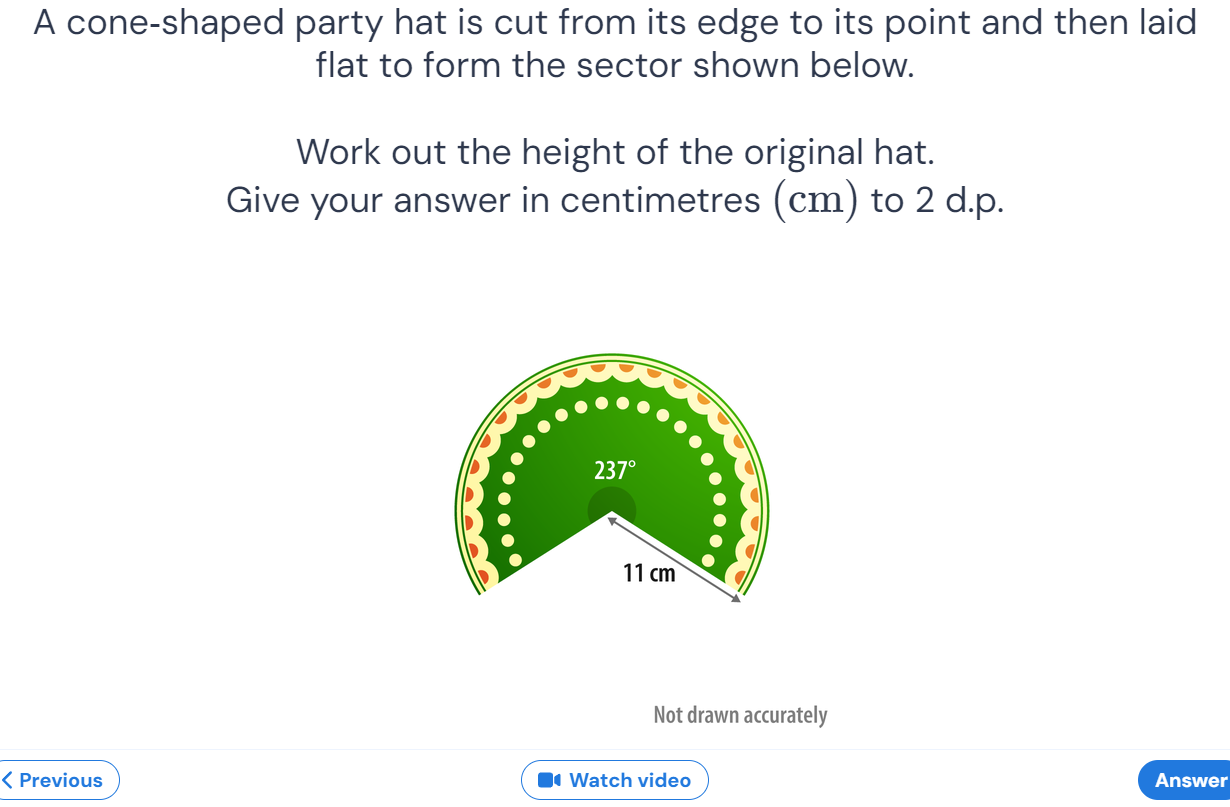 A cone-shaped party hat is cut from its edge to its point and then laid
flat to form the sector shown below.
Work out the height of the original hat.
Give your answer in centimetres (cm) to 2 d.p.
237°
11 cm
Not drawn accurately
Previous
Watch video
Answer